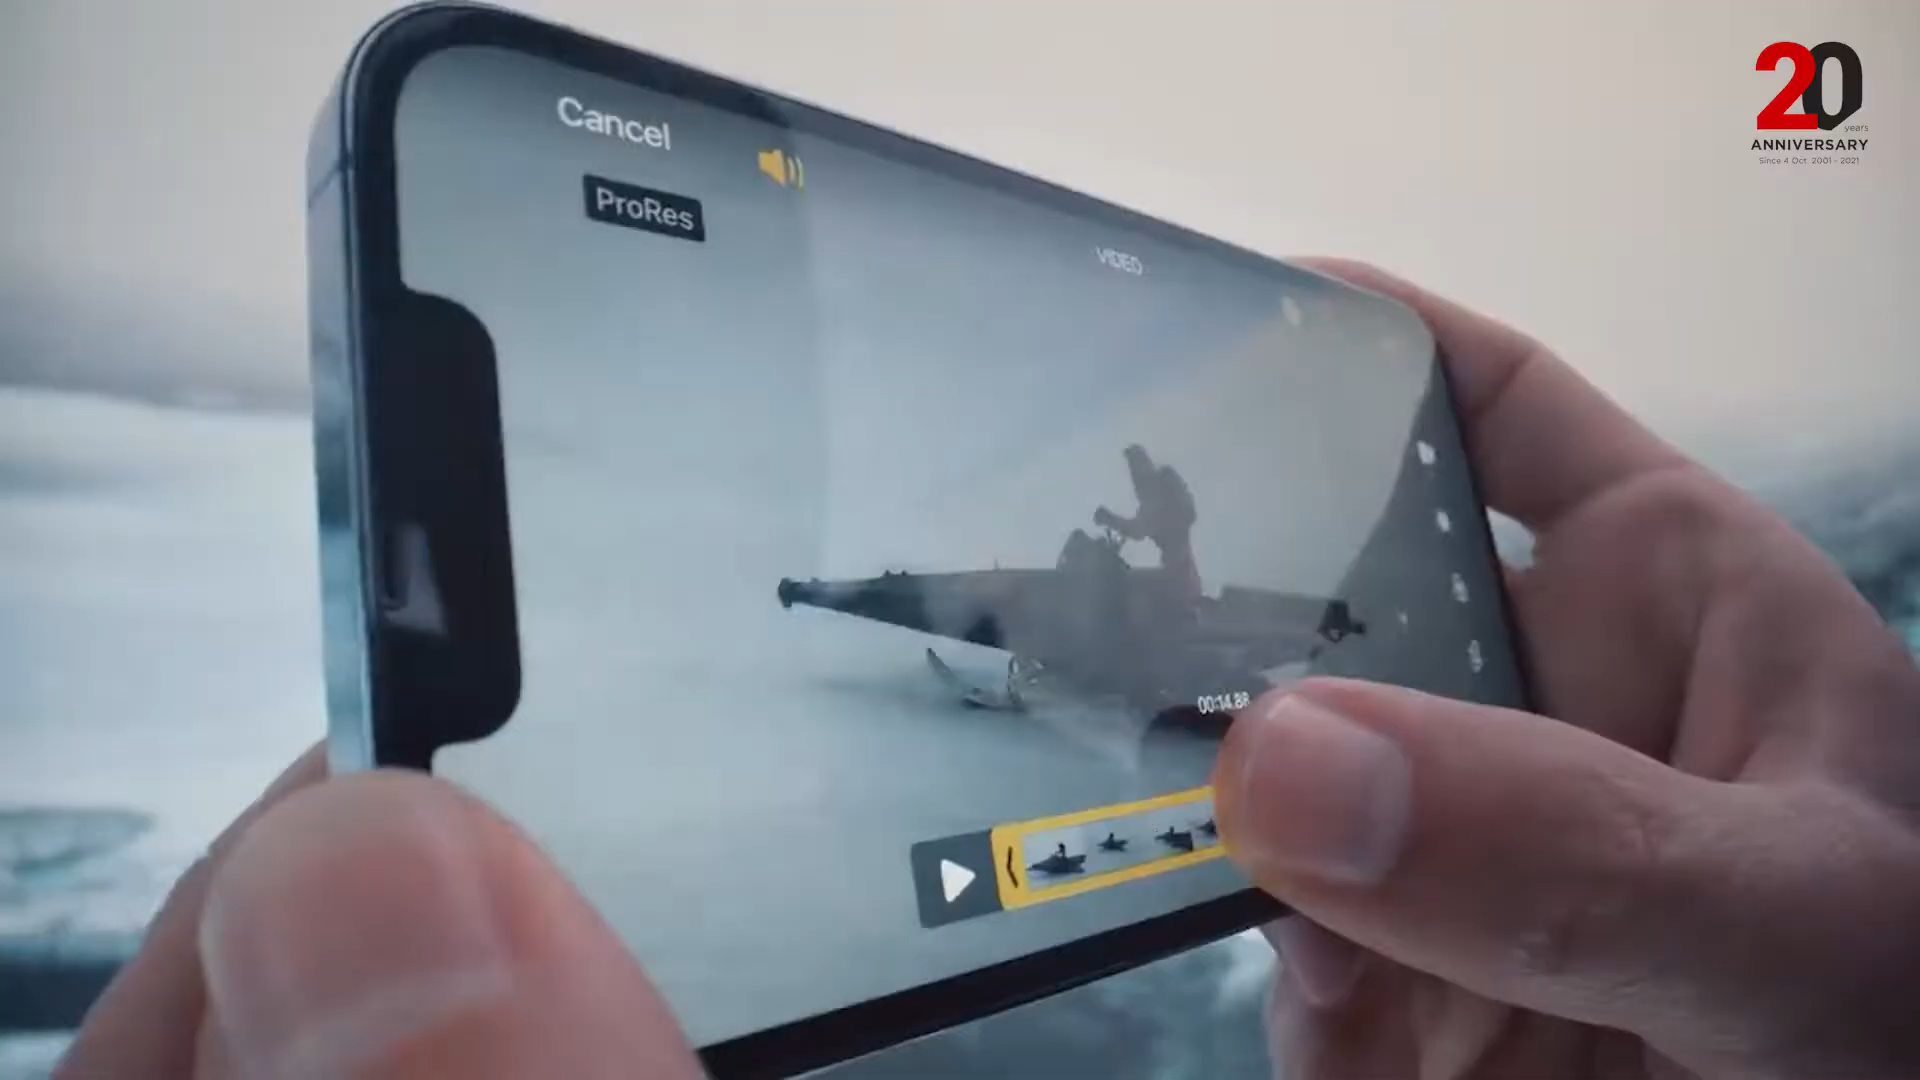 Cancel
ProRes
VIDEO
00:14.88
20
years
ANNIVERSARY
Since 4 Oct 2001 - 2021